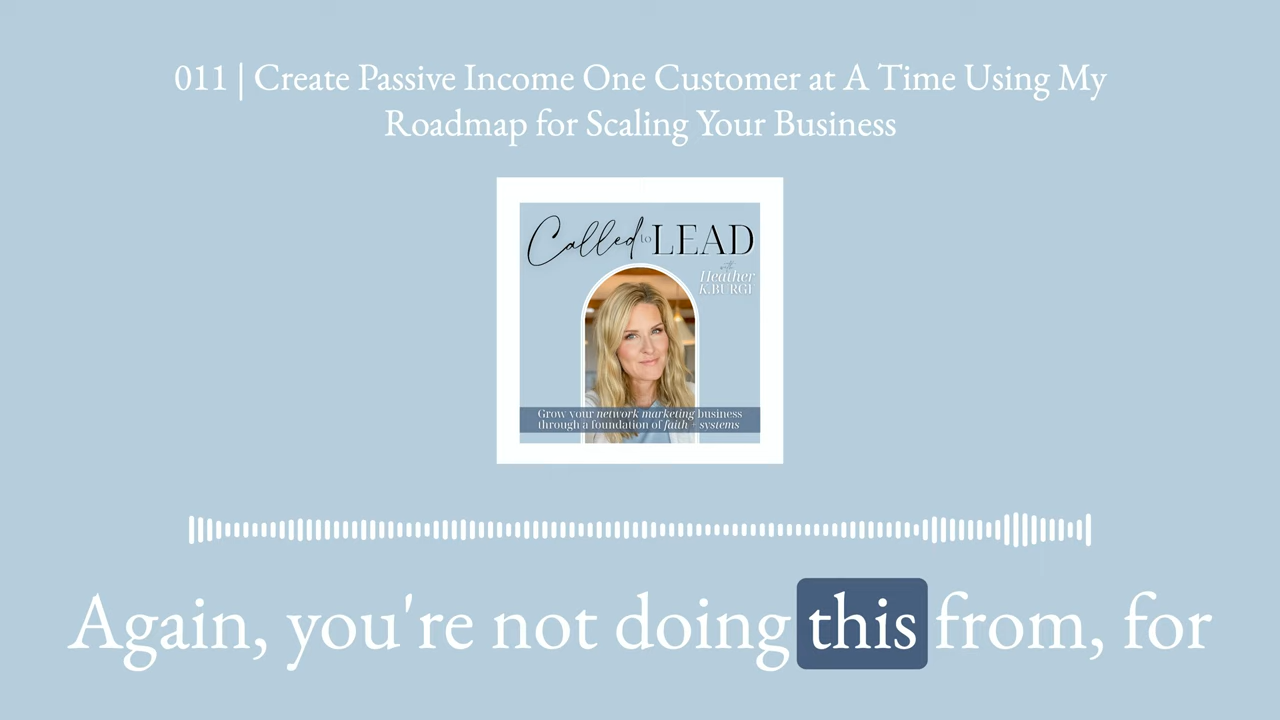 011 | Create Passive Income One Customer at A Time Using My
Roadmap for Scaling Your Business
Called to LEAD
with
Heather
K.BURGI
Grow your network marketing business
through a foundation of faith + systems
Again, you're not doing this from, for